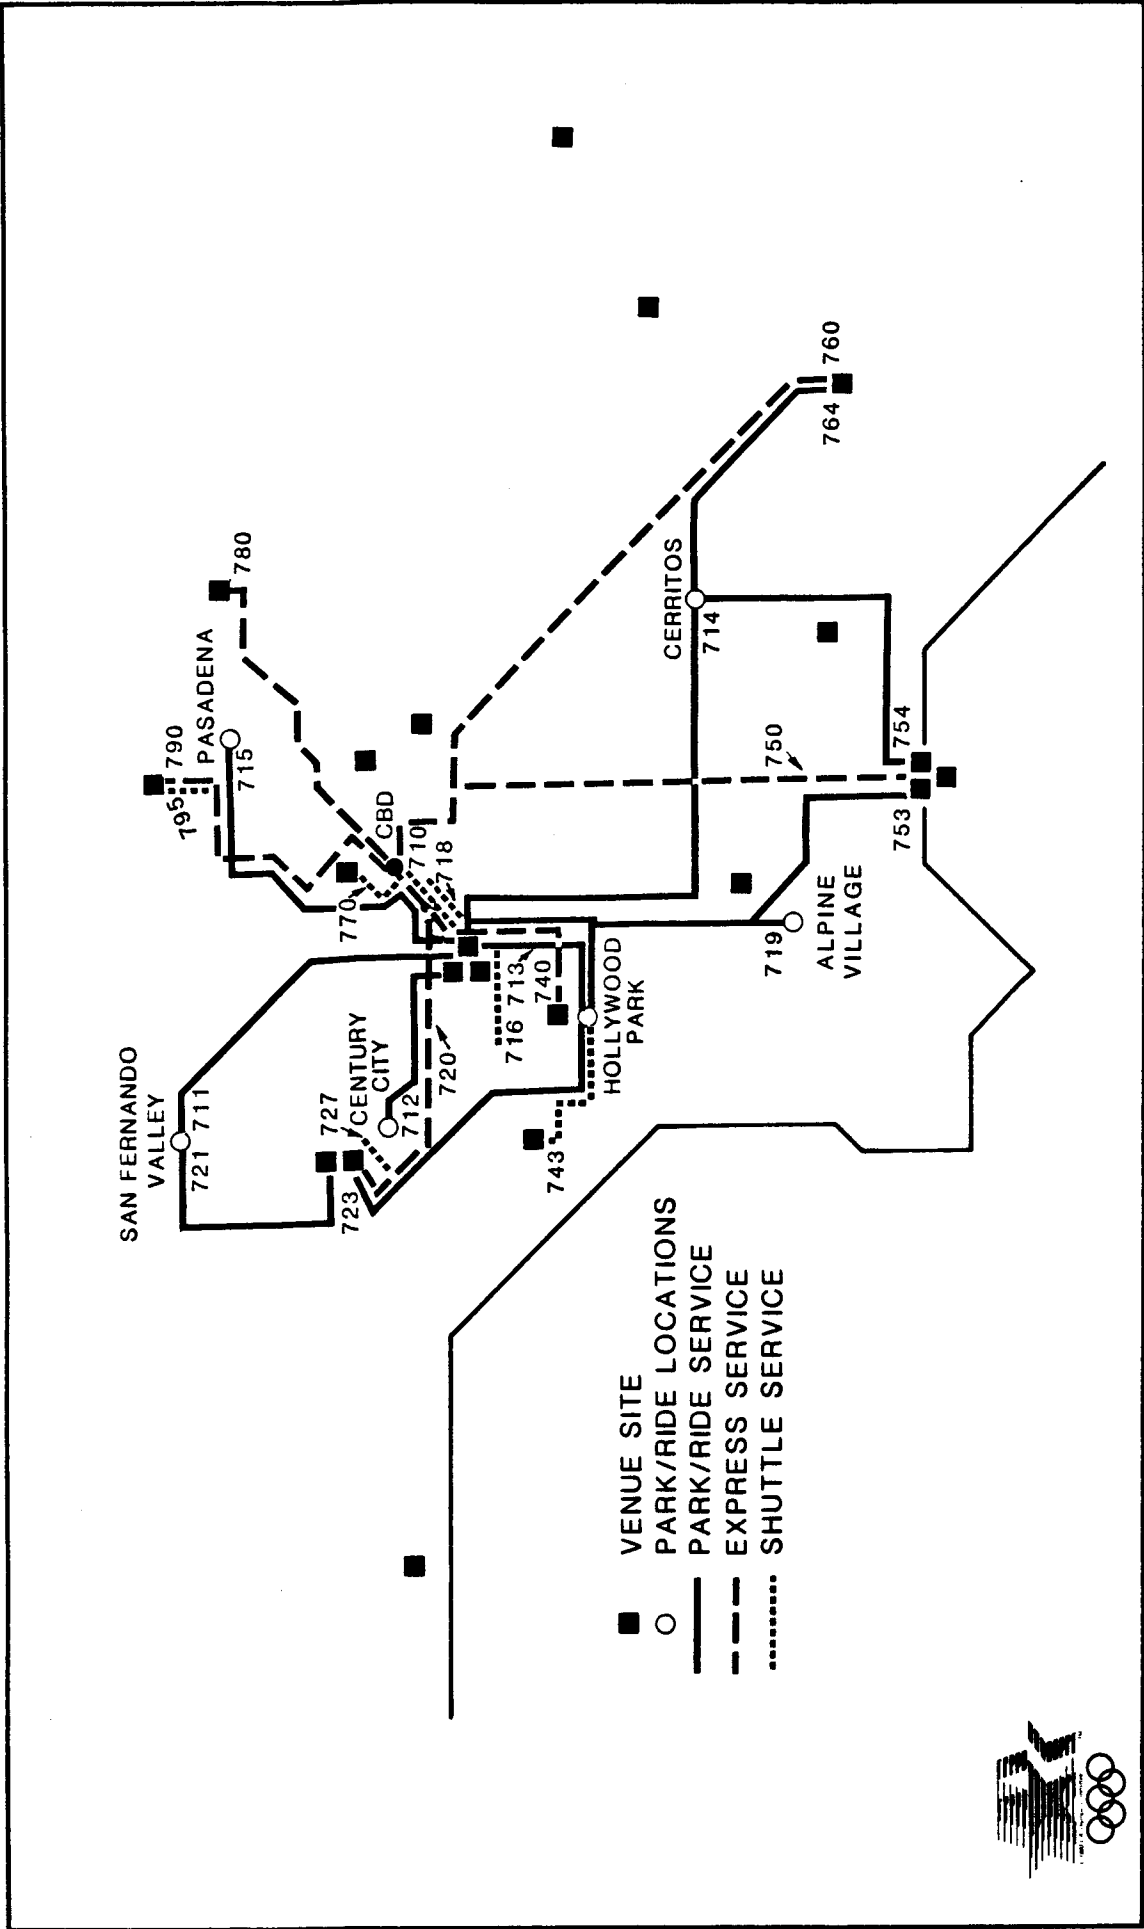 SAN FERNANDO
VALLEY
721
711
727
723
CENTURY
CITY
712
720
795
790
PASADENA
715
780
770
CBD
710
718
716
713
740
743
HOLLYWOOD
PARK
719
ALPINE
VILLAGE
CERRITOS
714
750
753
754
764
760
VENUE SITE
PARK/RIDE LOCATIONS
PARK/RIDE SERVICE
EXPRESS SERVICE
SHUTTLE SERVICE